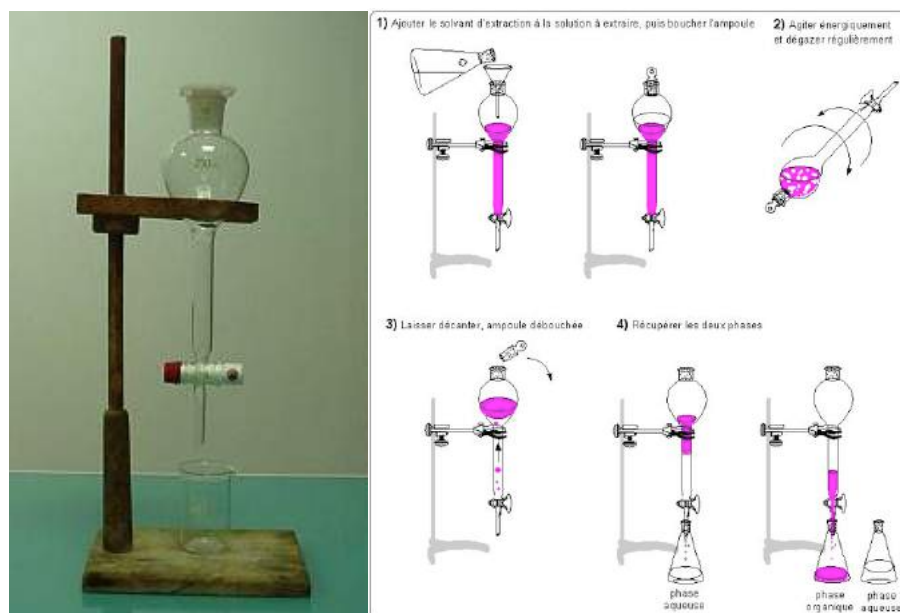 1) Ajouter le solvant d'extraction à la solution à extraire, puis boucher l'ampoule
2) Agiter énergiquement
et dégazer régulièrement
3) Laisser décanter, ampoule débouchée
4) Récupérer les deux phases
phase
aqueuse
phase
organique
phase
aqueuse